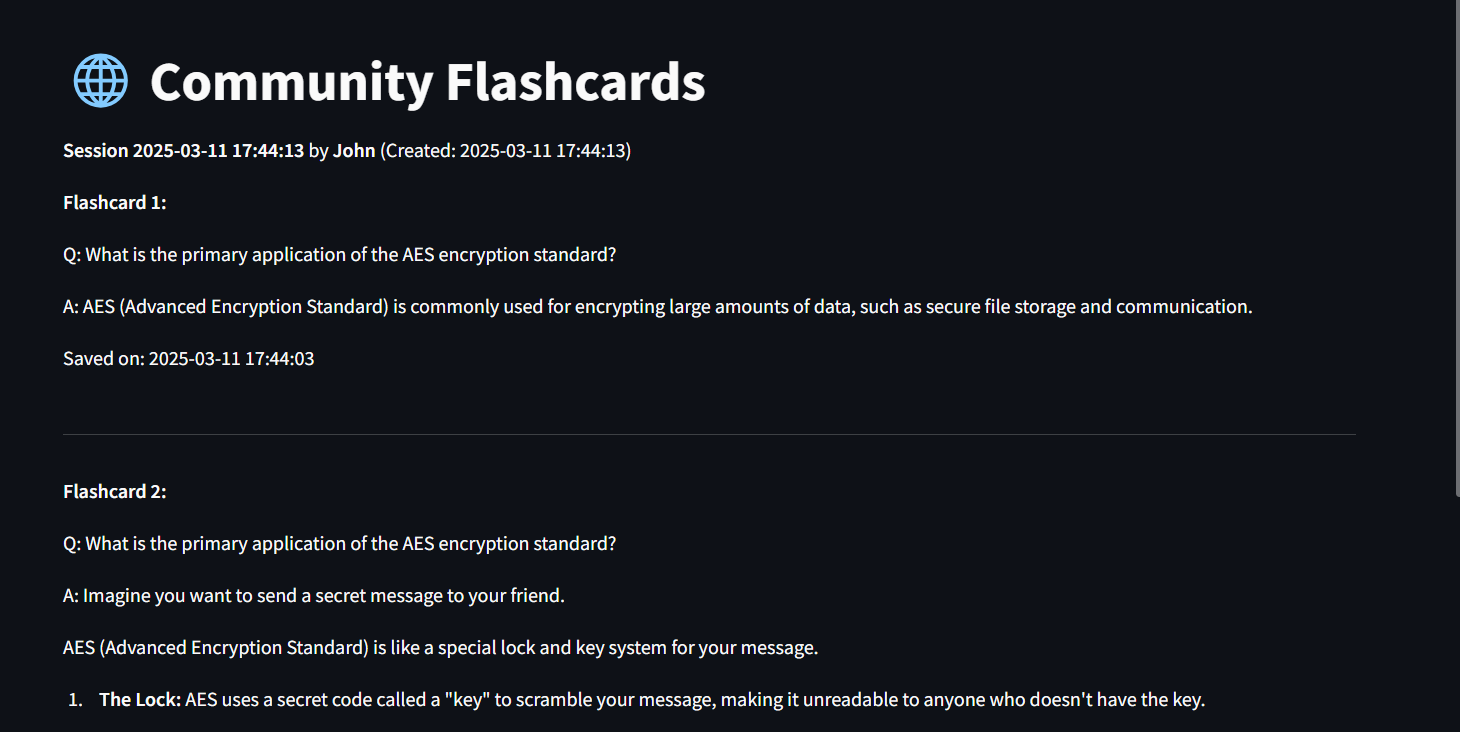 Community Flashcards
Session 2025-03-11 17:44:13 by John (Created: 2025-03-11 17:44:13)
Flashcard 1:
Q: What is the primary application of the AES encryption standard?
A: AES (Advanced Encryption Standard) is commonly used for encrypting large amounts of data, such as secure file storage and communication.
Saved on: 2025-03-11 17:44:03
Flashcard 2:
Q: What is the primary application of the AES encryption standard?
A: Imagine you want to send a secret message to your friend.
AES (Advanced Encryption Standard) is like a special lock and key system for your message.
1. The Lock: AES uses a secret code called a "key" to scramble your message, making it unreadable to anyone who doesn't have the key.